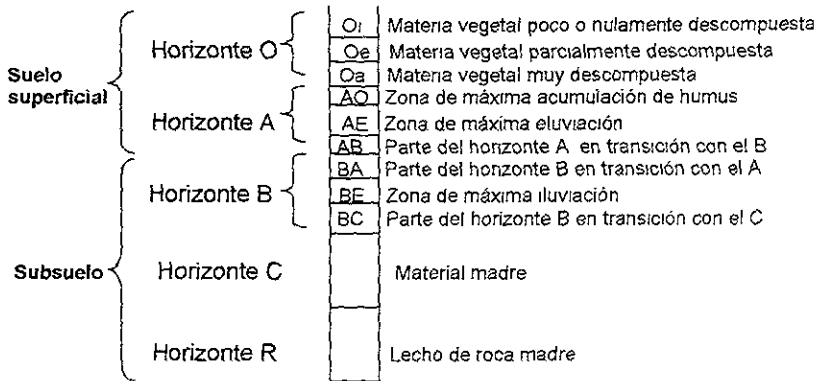 Suelo superficial
Horizonte O
Oi Materia vegetal poco o nulamente descompuesta
Oe Materia vegetal parcialmente descompuesta
Oa Materia vegetal muy descompuesta
Horizonte A
AO Zona de máxima acumulación de humus
AE Zona de máxima eluviación
AB Parte del horizonte A en transición con el B
Subsuelo
Horizonte B
BA Parte del horizonte B en transición con el A
BE Zona de máxima iluviación
BC Parte del horizonte B en transición con el C
Horizonte C
Material madre
Horizonte R
Lecho de roca madre